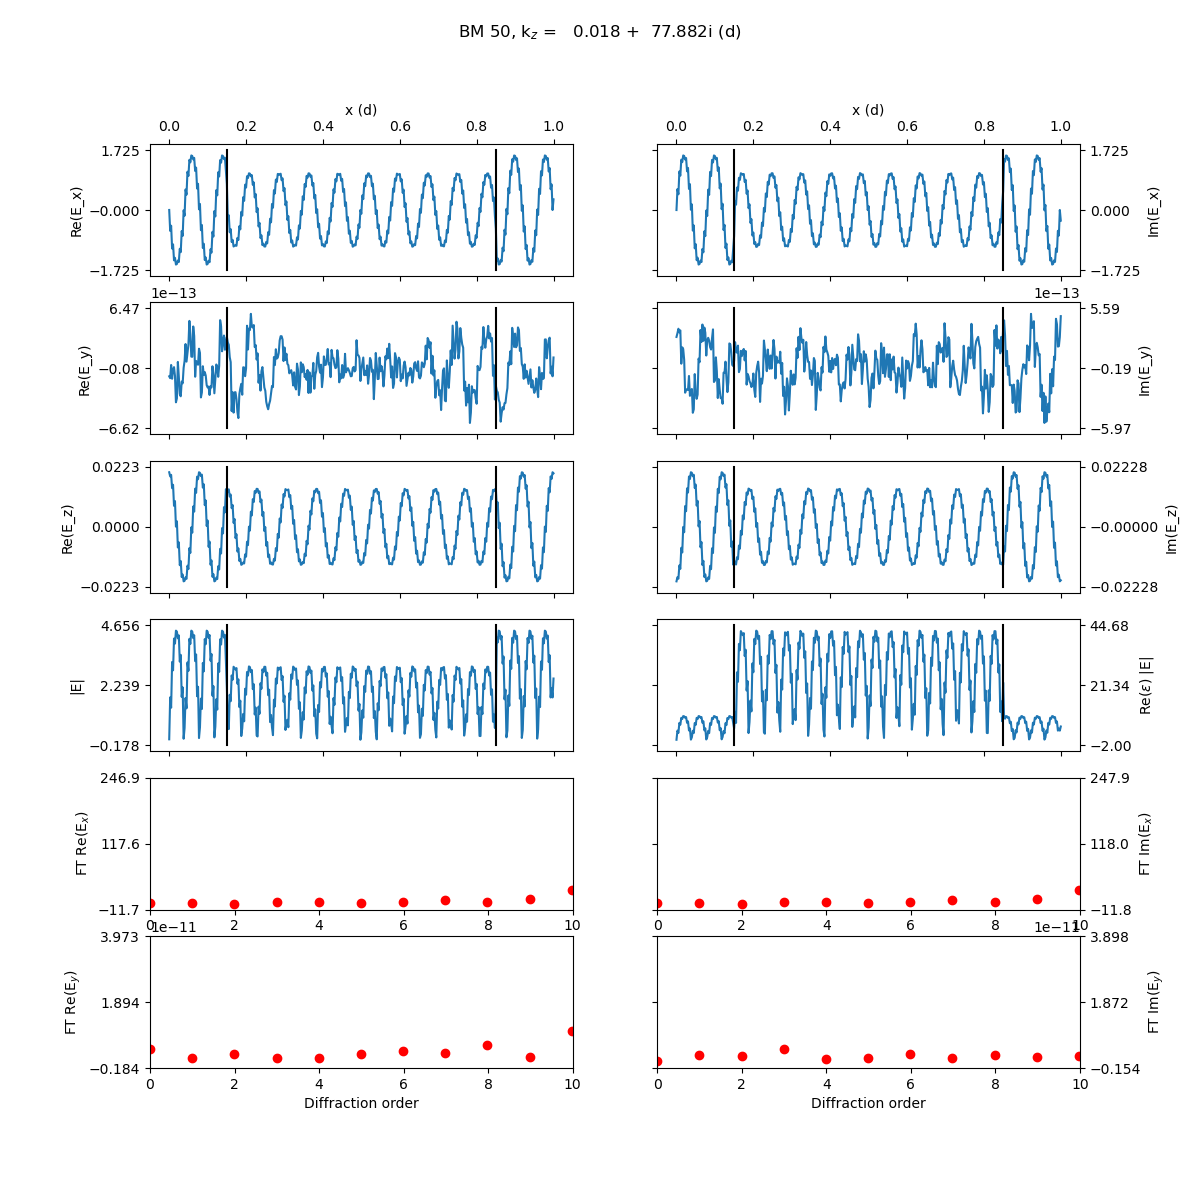 BM 50, k_z =   0.018 +  77.882i (d)
x (d)
x (d)
0.0 0.2 0.4 0.6 0.8 1.0
0.0 0.2 0.4 0.6 0.8 1.0
Re(E_x)
1.725
−0.000
−1.725
1.725
0.000
−1.725
Im(E_x)
1e−13
Re(E_y)
6.47
−0.08
−6.62
1e−13
5.59
−0.19
−5.97
Im(E_y)
Re(E_z)
0.0223
0.0000
−0.0223
0.02228
−0.00000
−0.02228
Im(E_z)
|E|
4.656
2.239
−0.178
44.68
21.34
−2.00
Re(ε) |E|
FT Re(E_x)
246.9
117.6
−11.7
0 2 4 6 8 10
247.9
118.0
−11.8
FT Im(E_x)
0 2 4 6 8 10
1e−11
FT Re(E_y)
3.973
1.894
−0.184
0 2 4 6 8 10
Diffraction order
1e−11
3.898
1.872
−0.154
FT Im(E_y)
0 2 4 6 8 10
Diffraction order